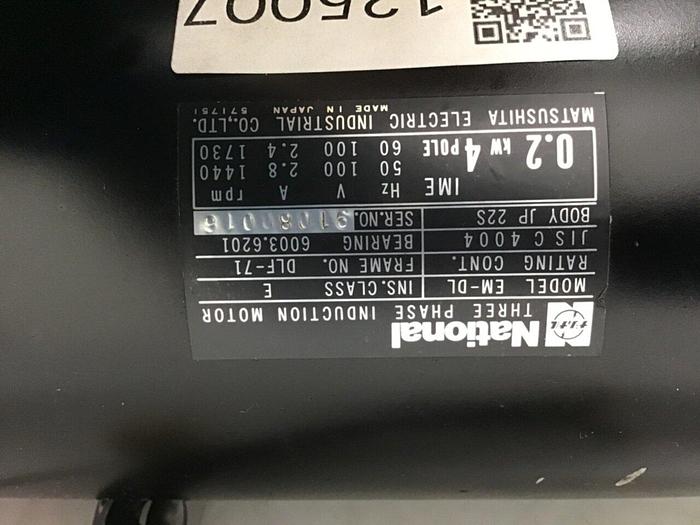 National
THREE PHASE INDUCTION MOTOR
MODEL EM-DL INS.CLASS E
RATING CONT. FRAME NO. DLF-71
JIS C 4004 BEARING 6003.6201
BODY JP 22S SER.NO.
IME Hz V A rpm
50 100 2.8 1440
0.2 kW 4 POLE 60 100 2.4 1730
MATSUSHITA ELECTRIC INDUSTRIAL CO.,LTD.
MADE IN JAPAN 571751